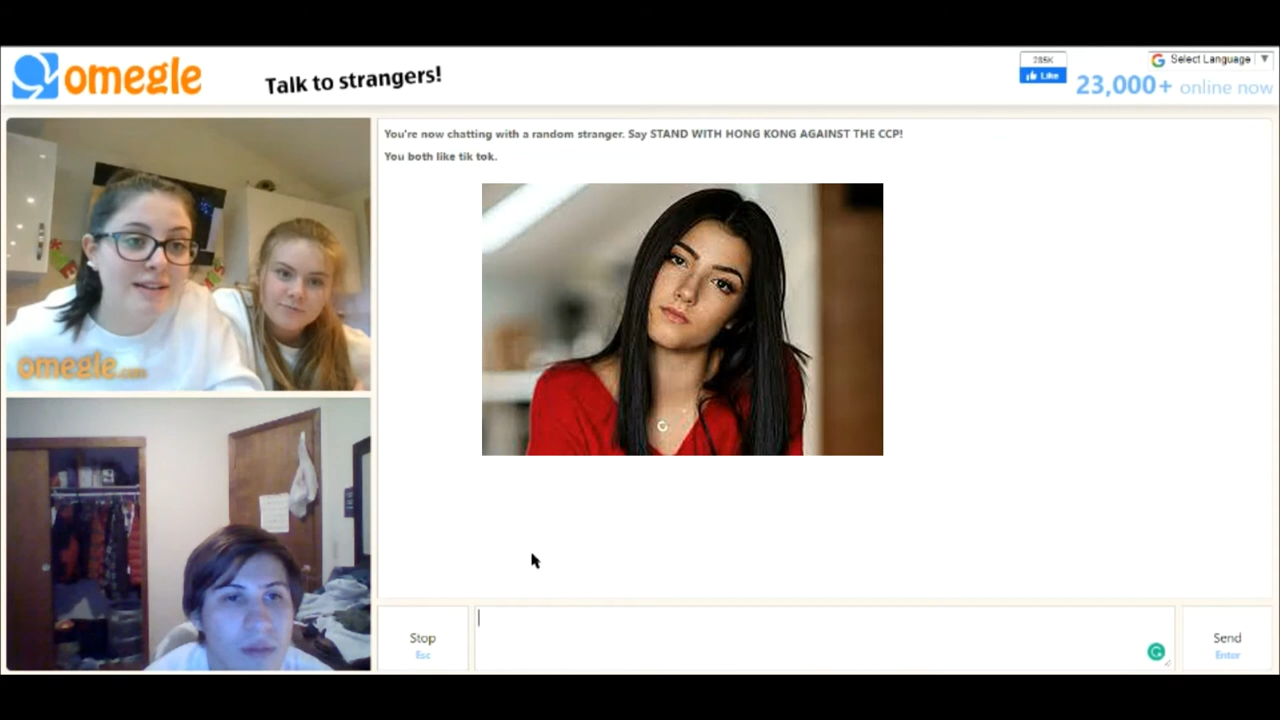 omegle
Talk to strangers!
285K
Like
Select Language
23,000+ online now
You're now chatting with a random stranger. Say STAND WITH HONG KONG AGAINST THE CCP!
You both like tik tok.
omegle.com
Stop
Esc
Send
Enter